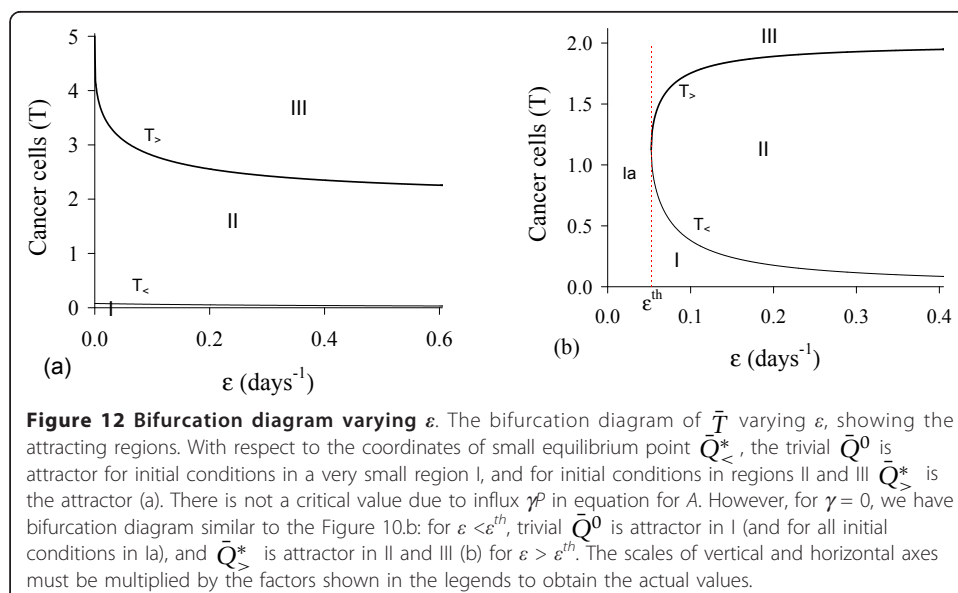 5
4
3
2
1
0
Cancer cells (T)
T>
III
II
T<
I
0.0 0.2 0.4 0.6
(a)
ε (days⁻¹)
2.0
1.5
1.0
0.5
0.0
Cancer cells (T)
III
T>
II
Ia
T<
I
εᵗʰ
0.0 0.1 0.2 0.3 0.4
(b)
ε (days⁻¹)
Figure 12 Bifurcation diagram varying ε. The bifurcation diagram of T̄ varying ε, showing the
attracting regions. With respect to the coordinates of small equilibrium point Q̄*<, the trivial Q̄⁰ is
attractor for initial conditions in a very small region I, and for initial conditions in regions II and III Q̄*> is
the attractor (a). There is not a critical value due to influx γP in equation for A. However, for γ = 0, we have
bifurcation diagram similar to the Figure 10.b: for ε <εᵗʰ, trivial Q̄⁰ is attractor in I (and for all initial
conditions in Ia), and Q̄*> is attractor in II and III (b) for ε > εᵗʰ. The scales of vertical and horizontal axes
must be multiplied by the factors shown in the legends to obtain the actual values.